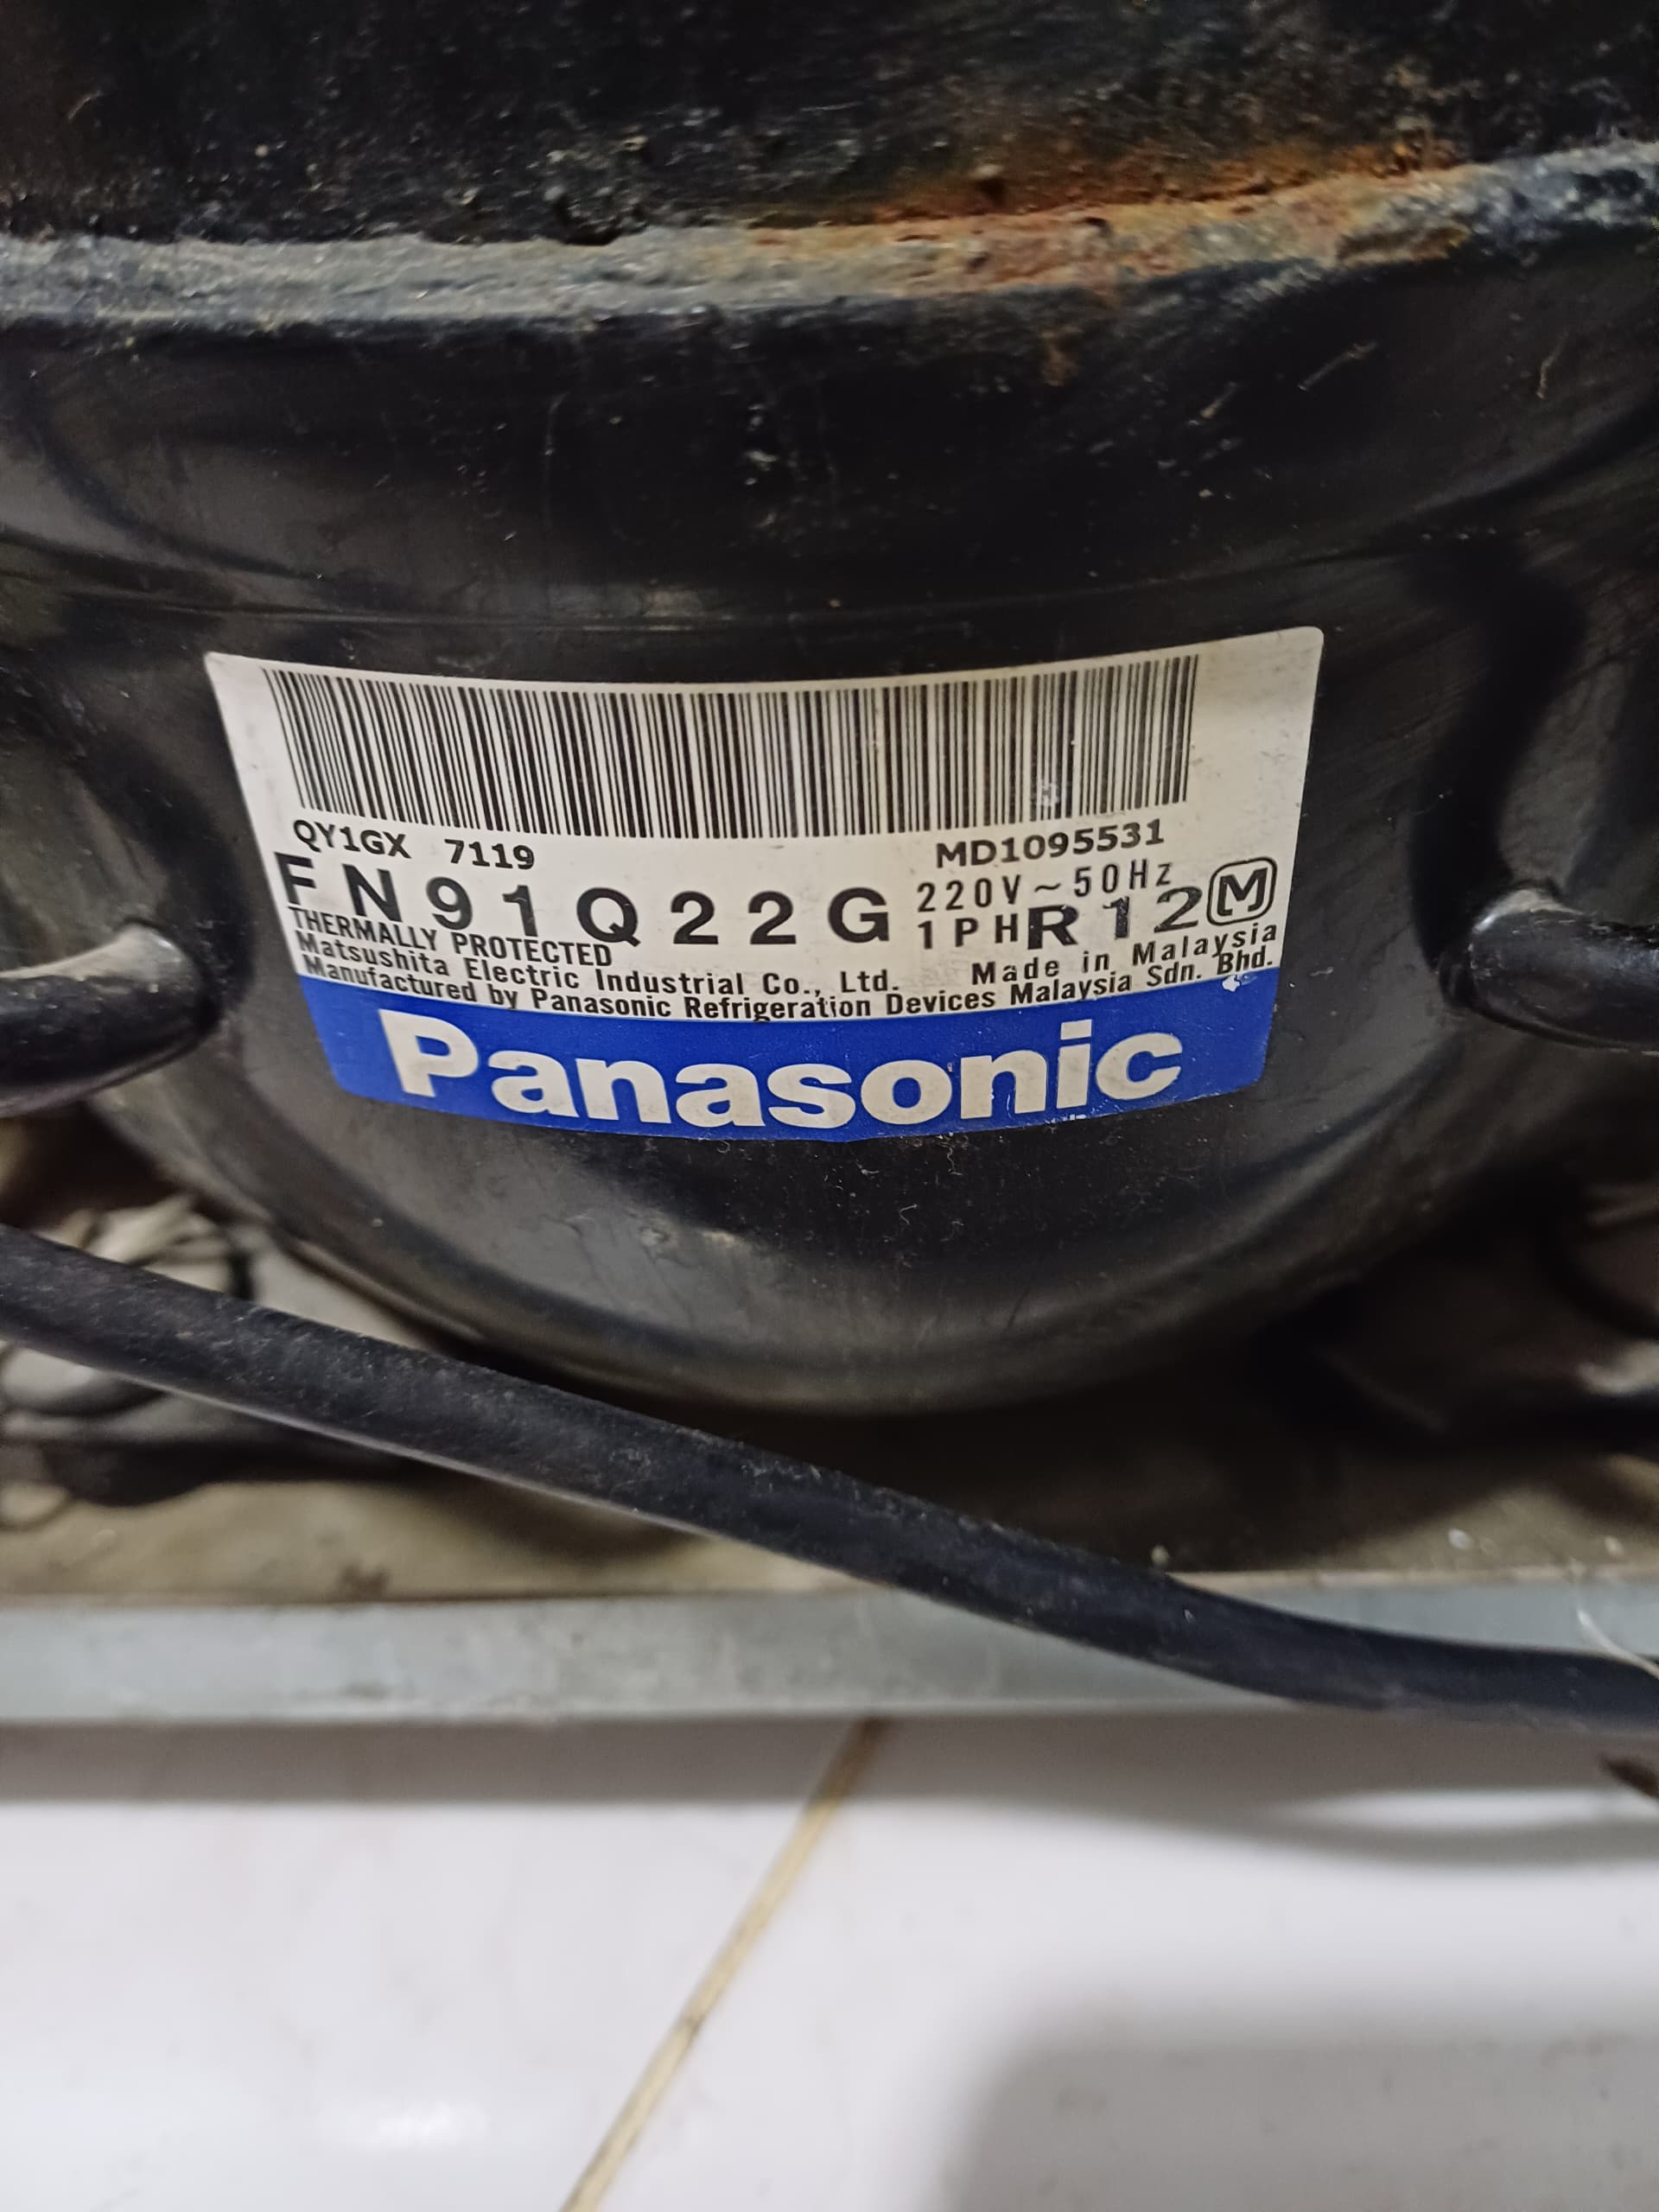 QY1GX 7119 MD1095531
FN91Q22G 220V~50Hz
1PH R12 M
THERMALLY PROTECTED
Matsushita Electric Industrial Co., Ltd. Made in Malaysia
Manufactured by Panasonic Refrigeration Devices Malaysia Sdn. Bhd.
Panasonic